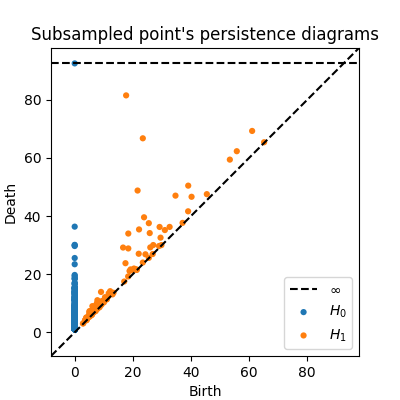 Subsampled point's persistence diagrams
80
60
40
20
0
Death
0 20 40 60 80
Birth
∞
H₀
H₁